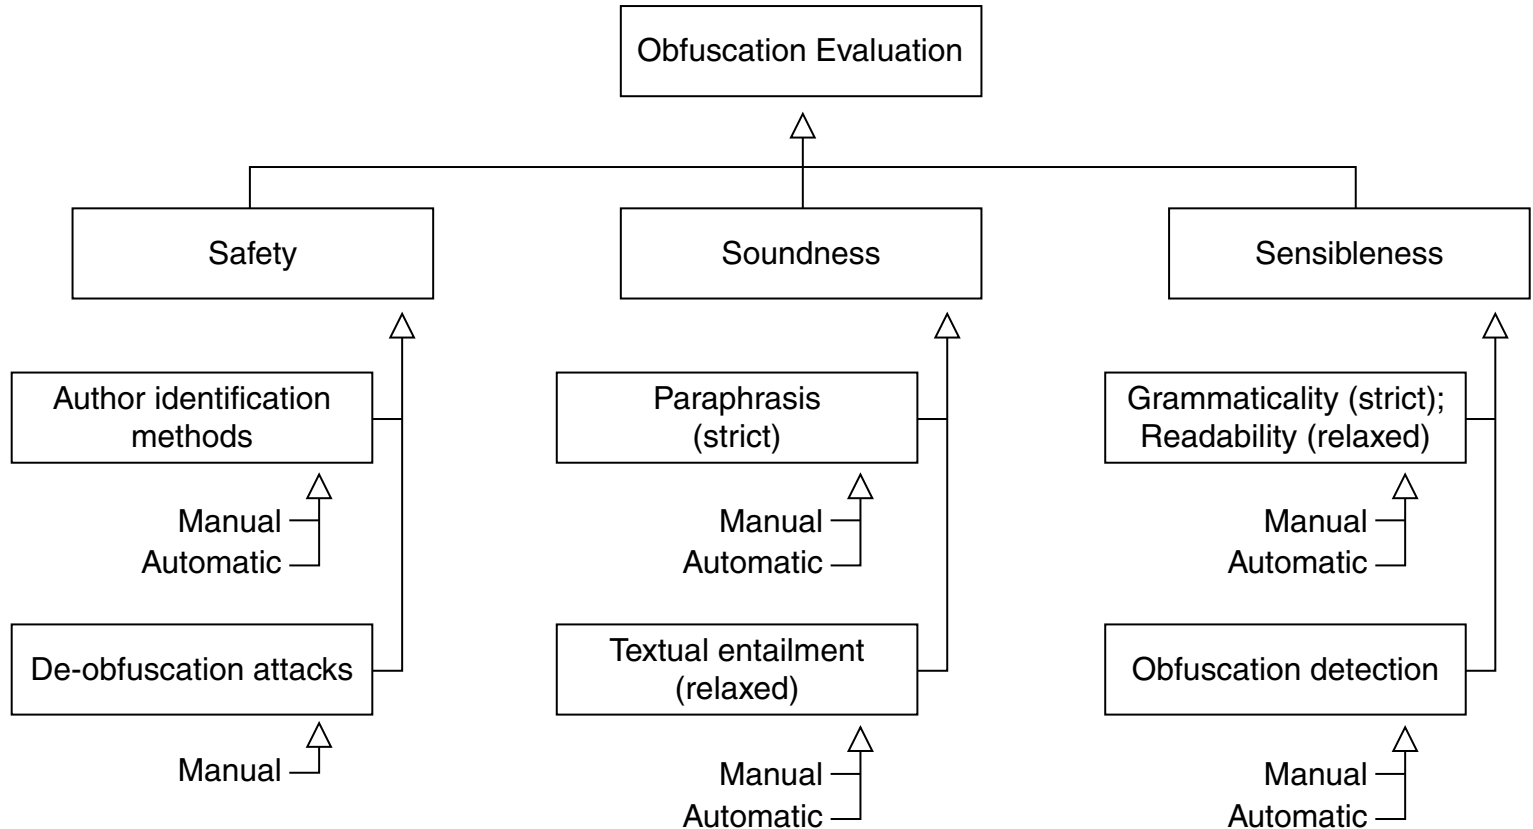 Obfuscation Evaluation
Safety
Soundness
Sensibleness
Author identification
methods
Manual
Automatic
De-obfuscation attacks
Manual
Paraphrasis
(strict)
Manual
Automatic
Textual entailment
(relaxed)
Manual
Automatic
Grammaticality (strict);
Readability (relaxed)
Manual
Automatic
Obfuscation detection
Manual
Automatic